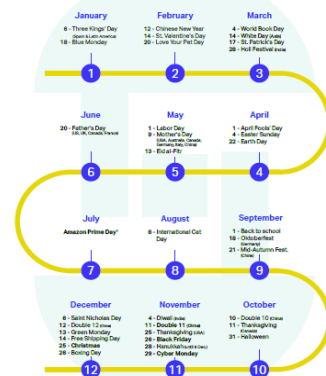 January
6 - Three Kings' Day
(Spain & Latin America)
18 - Blue Monday
February
12 - Chinese New Year
14 - St. Valentine's Day
20 - Love Your Pet Day
March
4 - World Book Day
14 - White Day (Asia)
17 - St. Patrick's Day
28 - Holi Festival (India)
1
2
3
June
20 - Father's Day
(US, UK, Canada, France)
May
1 - Labor Day
9 - Mother's Day
(USA, Australia, Canada,
Germany, Italy, China)
13 - Eid al-Fitr
April
1 - April Fools' Day
4 - Easter Sunday
22 - Earth Day
6
5
4
July
Amazon Prime Day*
August
8 - International Cat
Day
September
1 - Back to school
18 - Oktoberfest
(Germany)
21 - Mid-Autumn Fest.
(China)
7
8
9
December
6 - Saint Nicholas Day
12 - Double 12 (China)
13 - Green Monday
14 - Free Shipping Day
25 - Christmas
26 - Boxing Day
November
4 - Diwali (India)
11 - Double 11 (China)
25 - Thanksgiving (USA)
26 - Black Friday
28 - Hanukkah
29 - Cyber Monday
October
10 - Double 10 (China)
11 - Thanksgiving
(Canada)
31 - Halloween
12
11
10